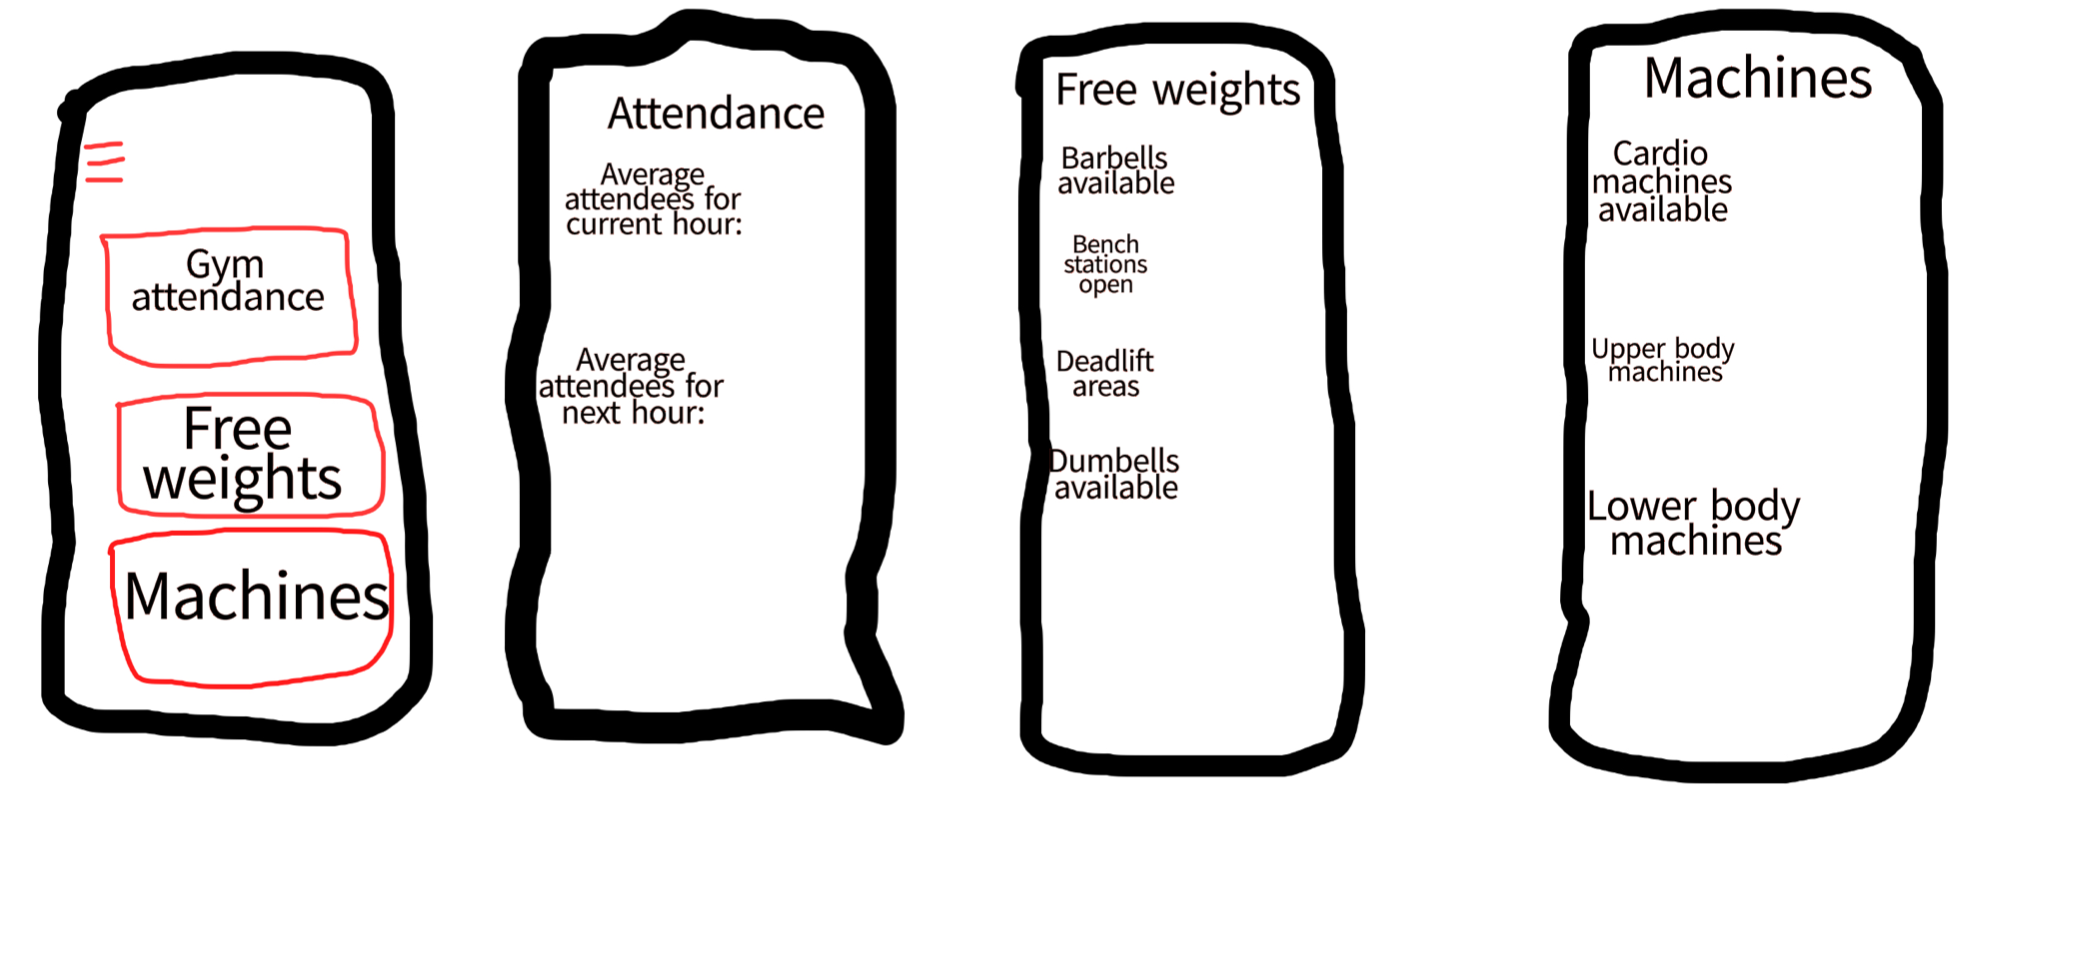 Gym
attendance
Free
weights
Machines
Attendance
Average
attendees for
current hour:
Average
attendees for
next hour:
Free weights
Barbells
available
Bench
stations
open
Deadlift
areas
Dumbells
available
Machines
Cardio
machines
available
Upper body
machines
Lower body
machines